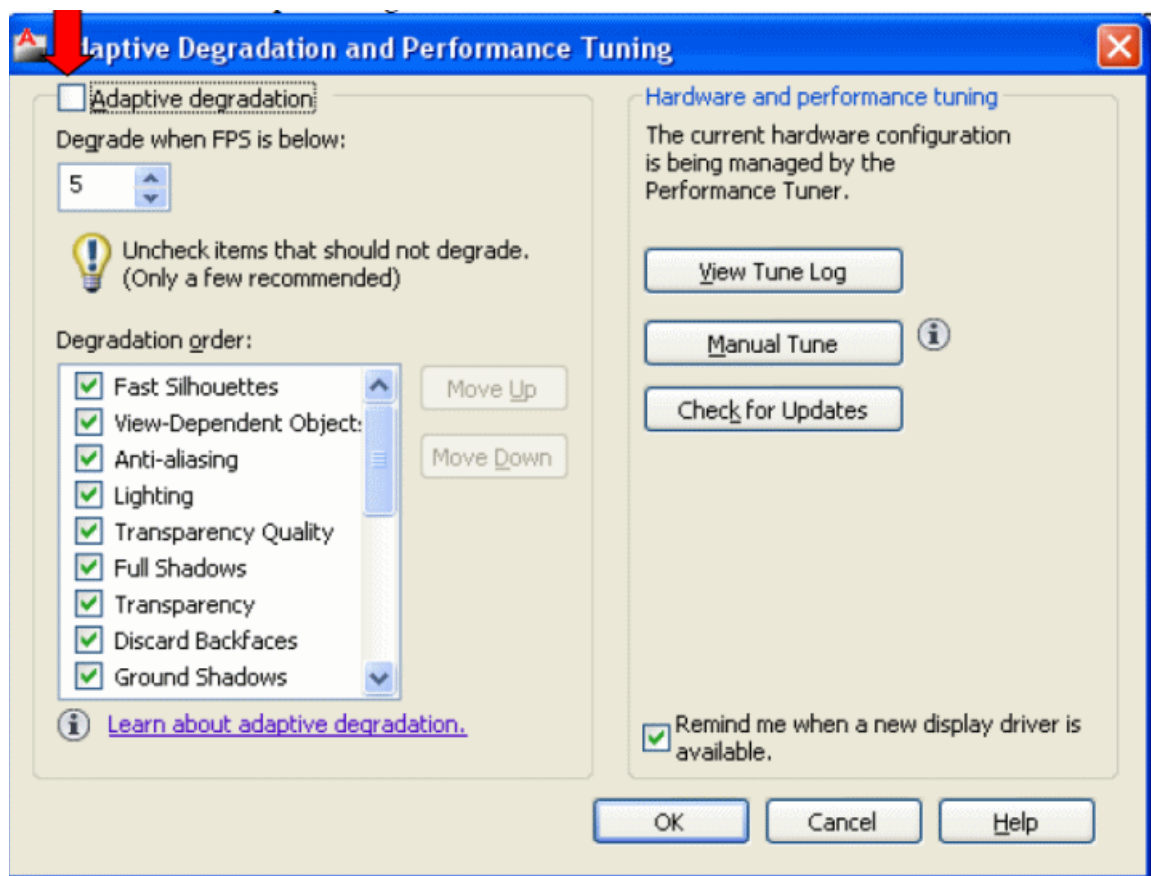 Adaptive Degradation and Performance Tuning
Adaptive degradation
Degrade when FPS is below:
5
Uncheck items that should not degrade.
(Only a few recommended)
Degradation order:
Fast Silhouettes
View-Dependent Object
Anti-aliasing
Lighting
Transparency Quality
Full Shadows
Transparency
Discard Backfaces
Ground Shadows
Move Up
Move Down
Learn about adaptive degradation.
Hardware and performance tuning
The current hardware configuration
is being managed by the
Performance Tuner.
View Tune Log
Manual Tune
Check for Updates
Remind me when a new display driver is
available.
OK
Cancel
Help